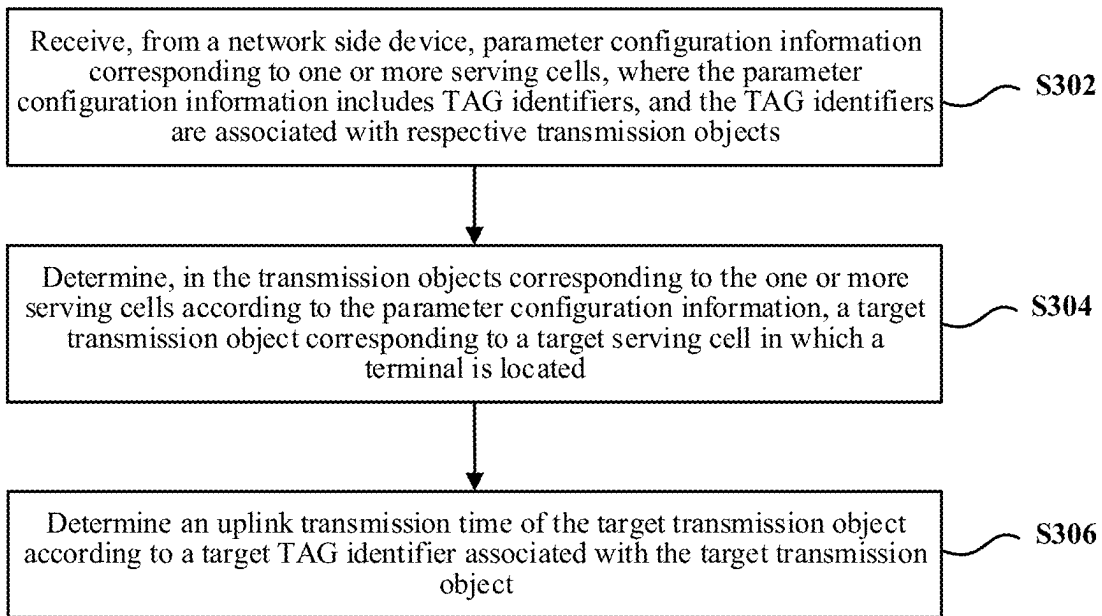 Receive, from a network side device, parameter configuration information
corresponding to one or more serving cells, where the parameter
configuration information includes TAG identifiers, and the TAG identifiers
are associated with respective transmission objects
S302
Determine, in the transmission objects corresponding to the one or more
serving cells according to the parameter configuration information, a target
transmission object corresponding to a target serving cell in which a
terminal is located
S304
Determine an uplink transmission time of the target transmission object
according to a target TAG identifier associated with the target transmission
object
S306